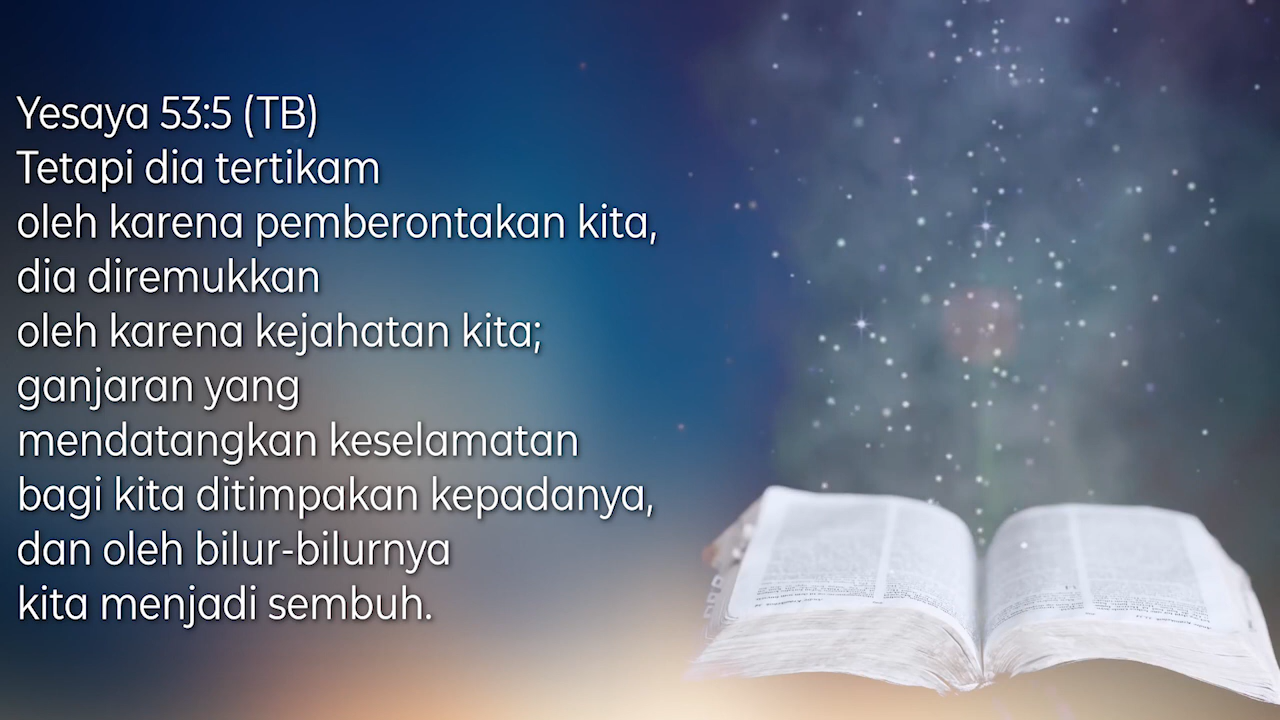 Yesaya 53:5 (TB)
Tetapi dia tertikam
oleh karena pemberontakan kita,
dia diremukkan
oleh karena kejahatan kita;
ganjaran yang
mendatangkan keselamatan
bagi kita ditimpakan kepadanya,
dan oleh bilur-bilurnya
kita menjadi sembuh.